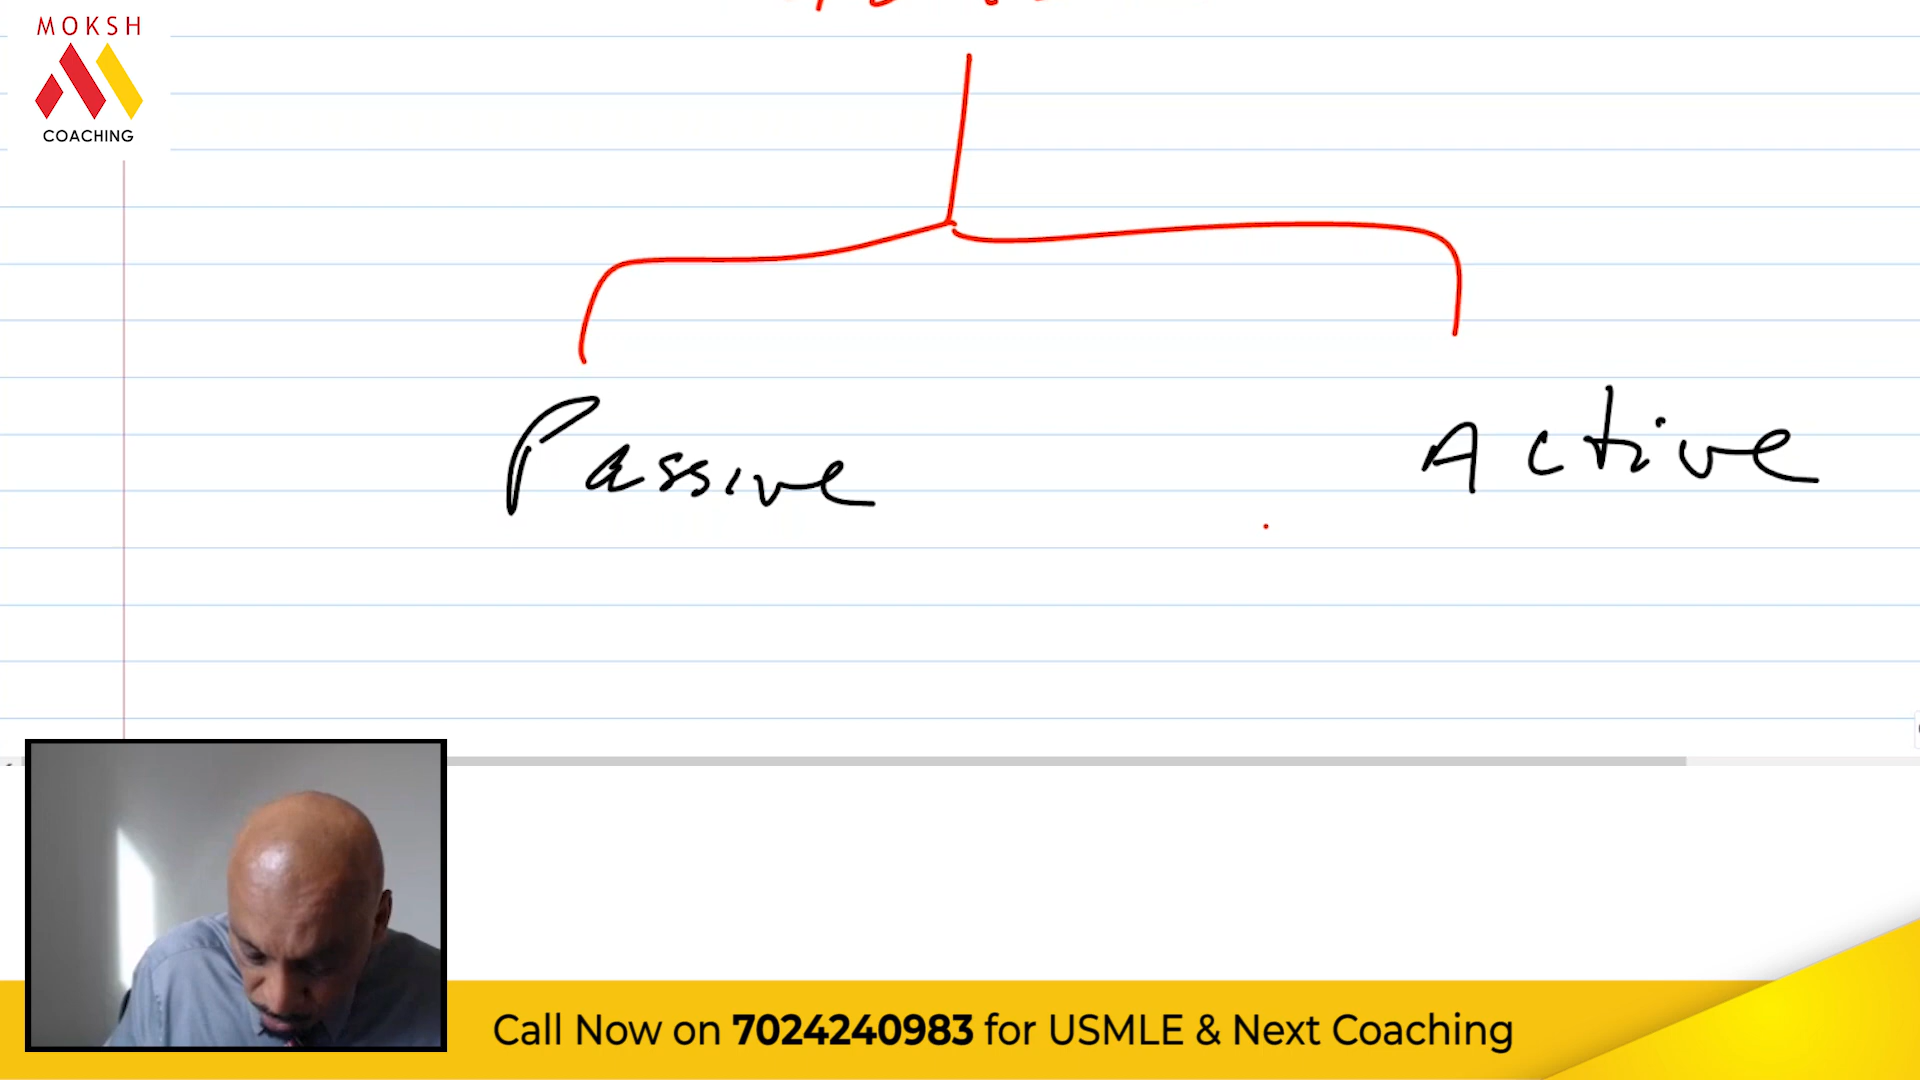 MOKSH
COACHING
Passive
Active
Call Now on 7024240983 for USMLE & Next Coaching